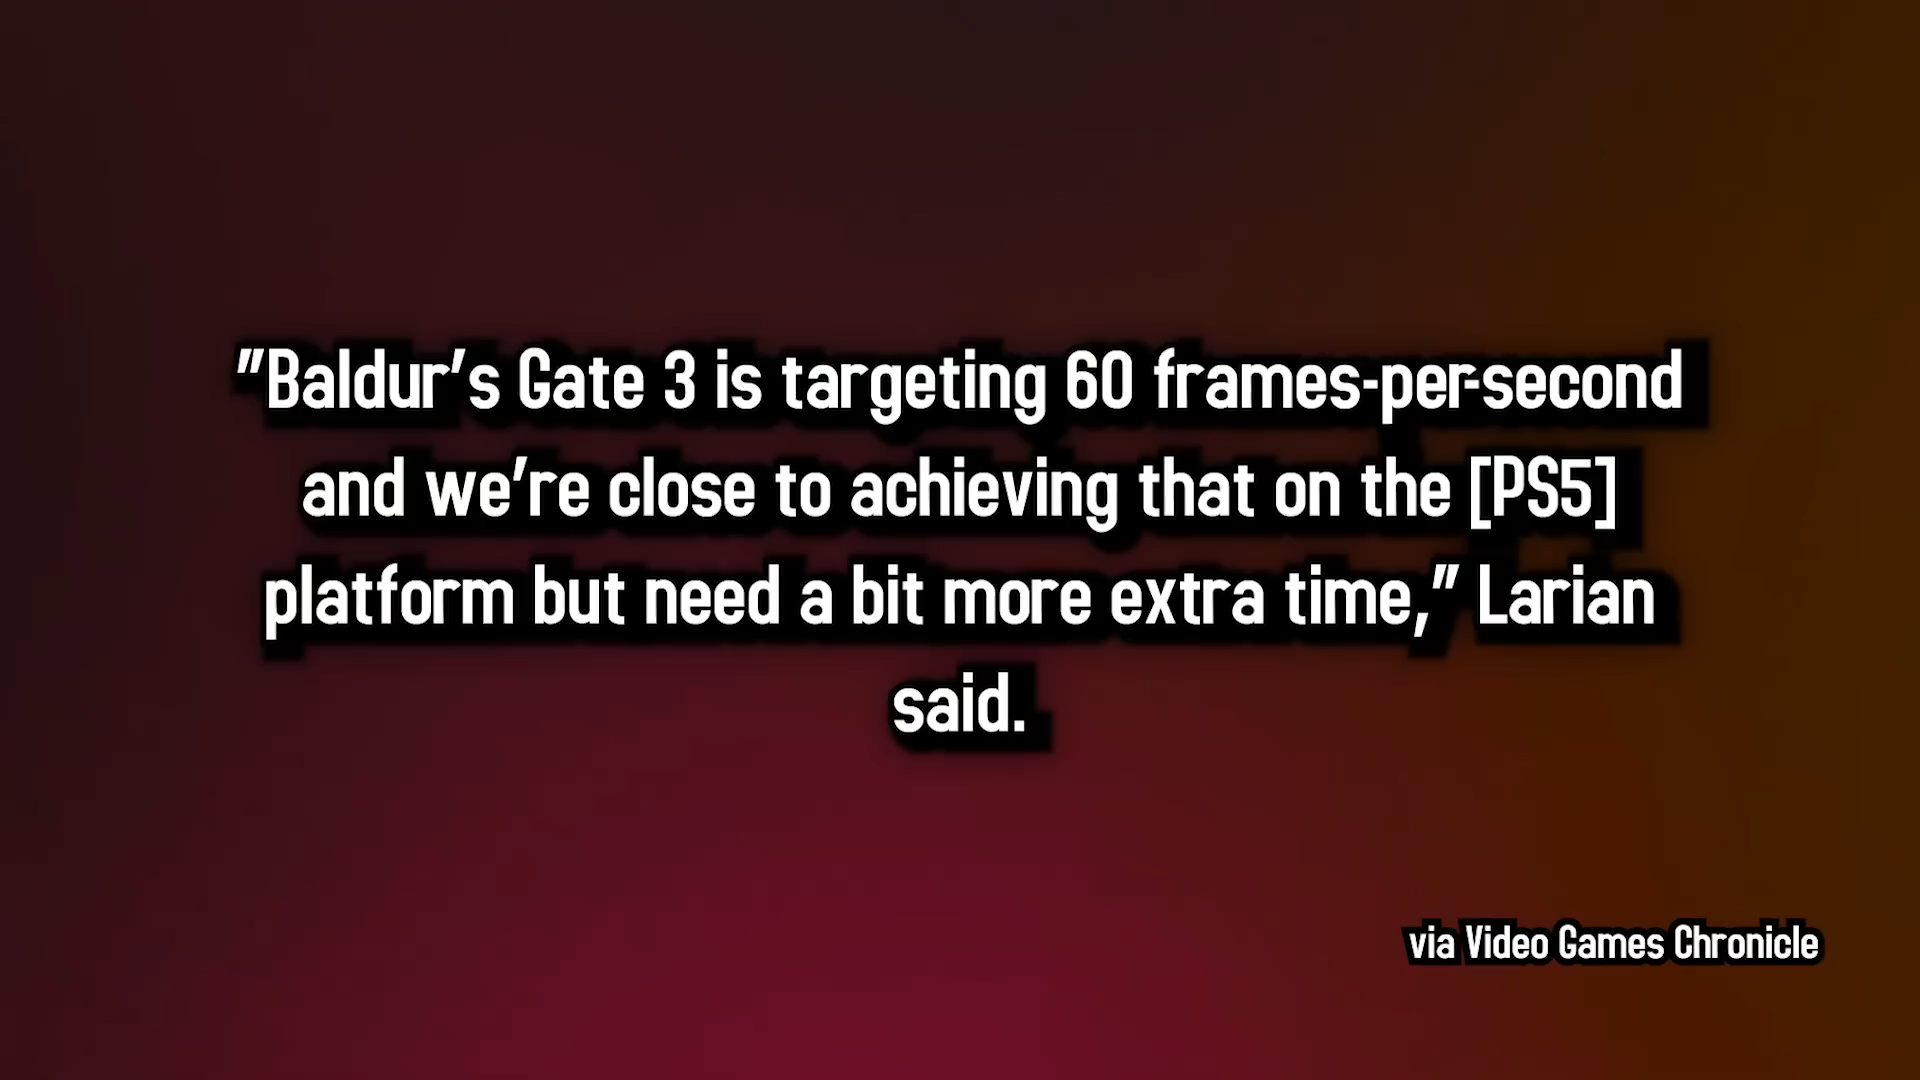 "Baldur's Gate 3 is targeting 60 frames-per-second
and we're close to achieving that on the [PS5]
platform but need a bit more extra time," Larian
said.
via Video Games Chronicle